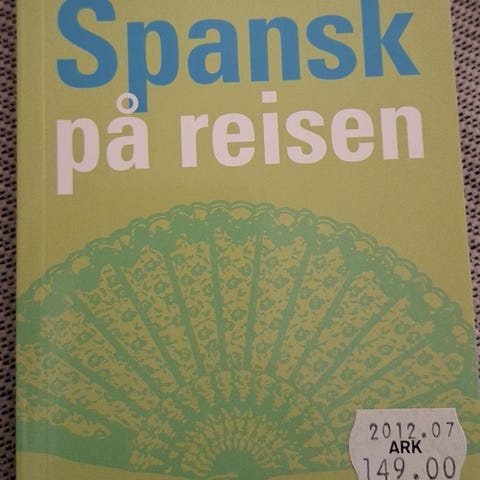 Spansk
på reisen
2012.07
ARK
149.00